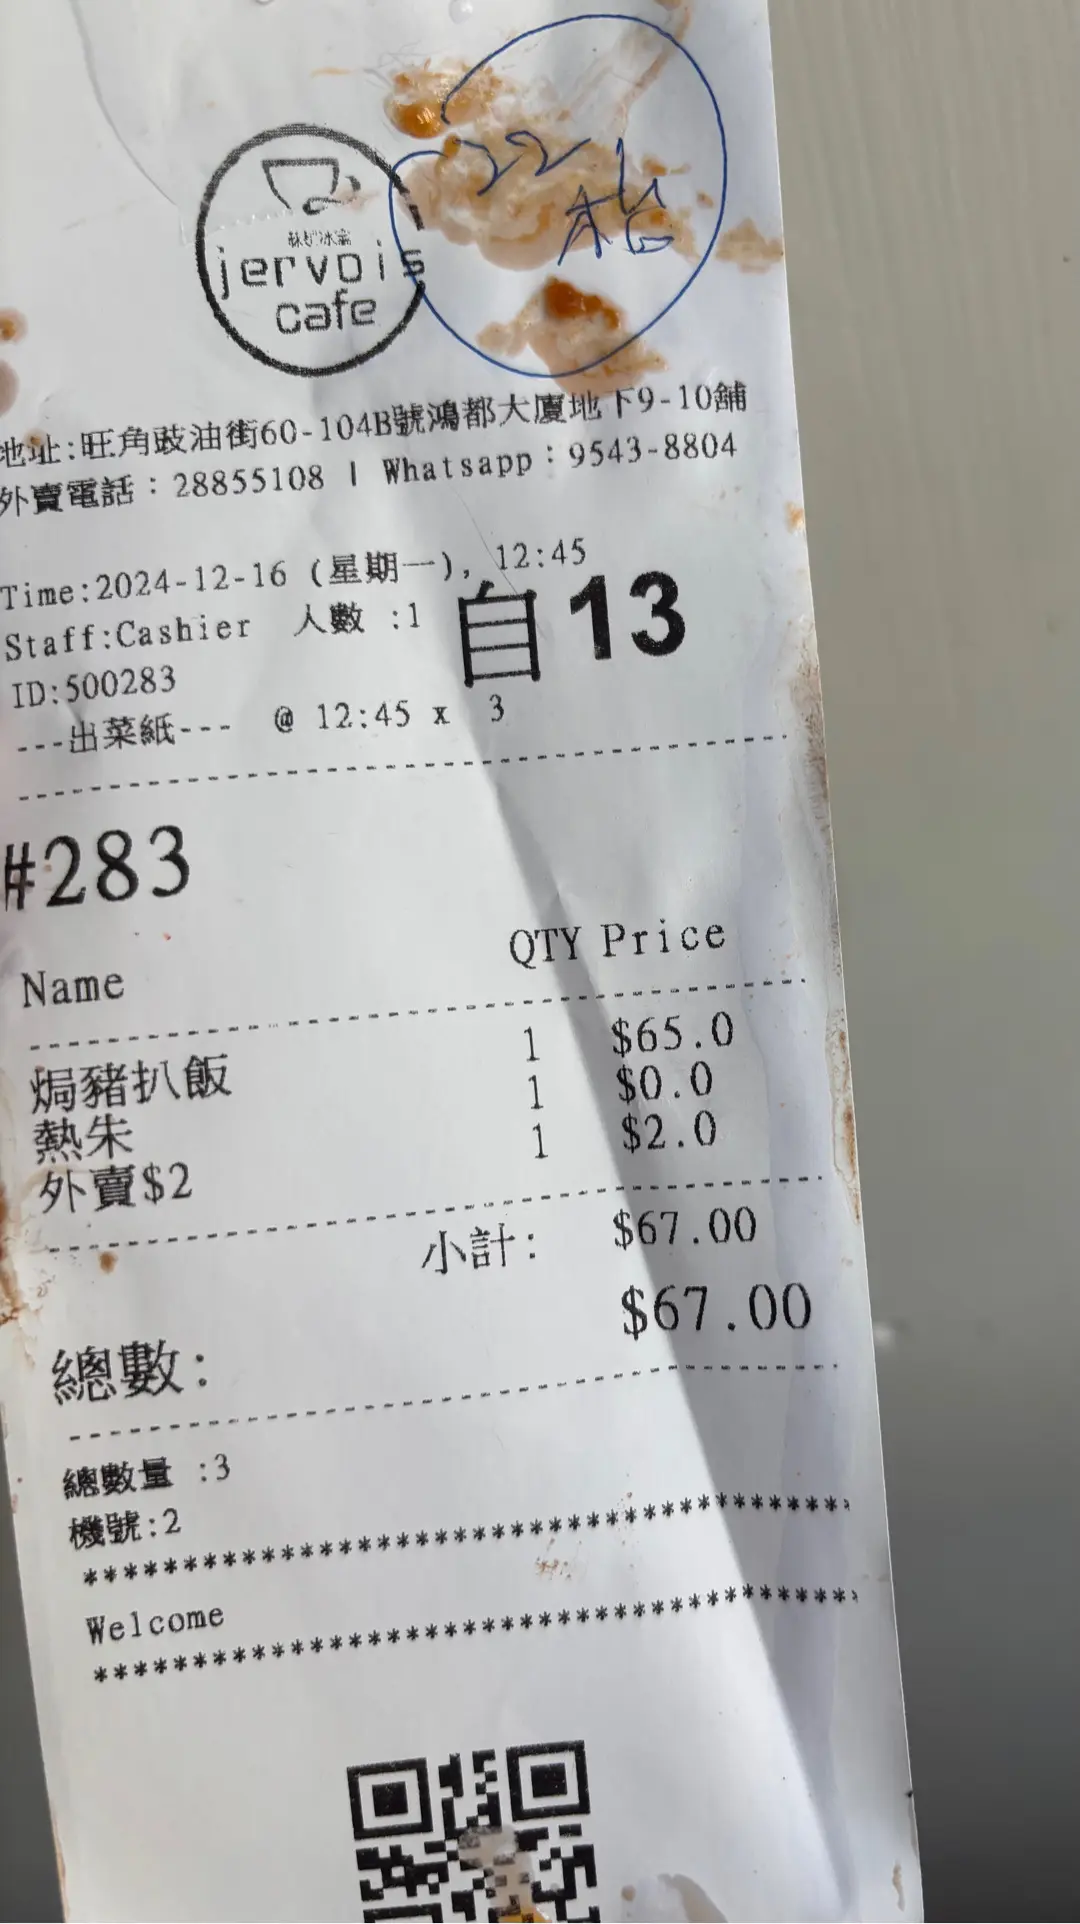 22
jervois
cafe
地址:旺角豉油街60-104B號鴻都大廈地下9-10舖
外賣電話：28855108 | Whatsapp：9543-8804
Time:2024-12-16 (星期一), 12:45
Staff:Cashier 人數 :1 自13
ID:500283
---出菜紙--- @ 12:45 x 3
#283
Name QTY Price
焗豬扒飯 1 $65.0
熱朱 1 $0.0
外賣$2 1 $2.0
小計: $67.00
總數: $67.00
總數量 :3
機號:2
Welcome